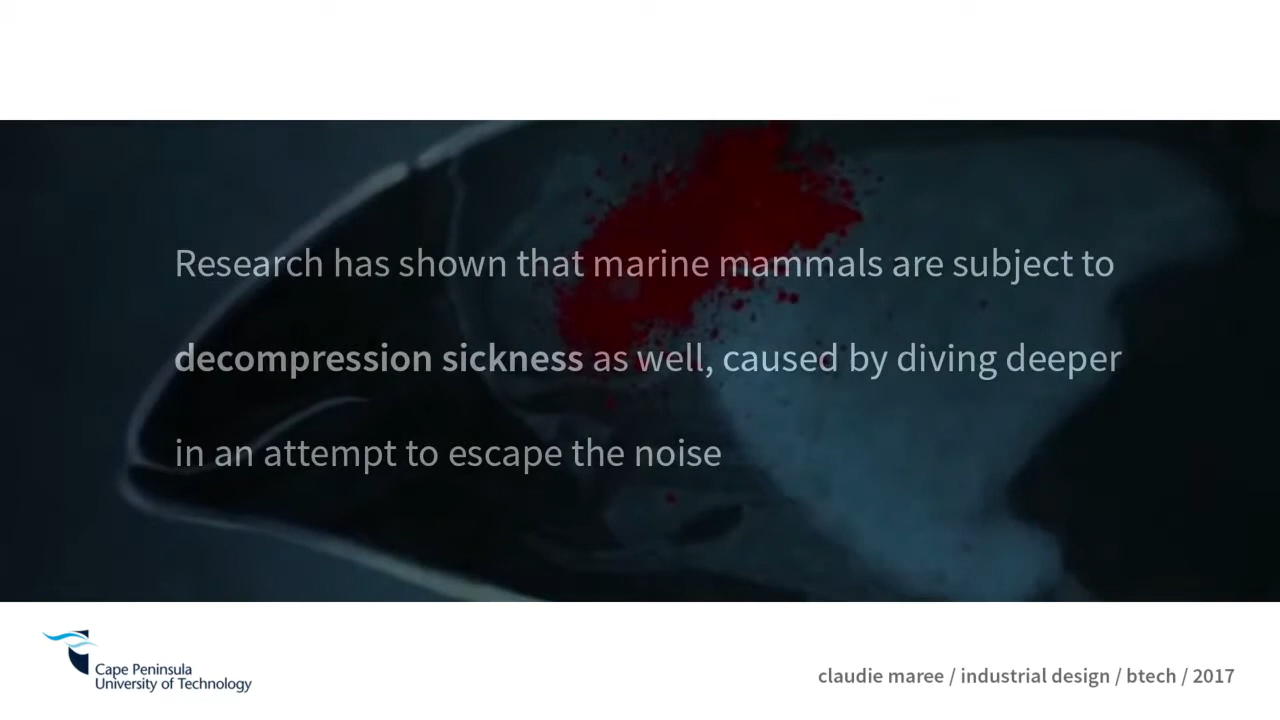 Research has shown that marine mammals are subject to
decompression sickness as well, caused by diving deeper
in an attempt to escape the noise
Cape Peninsula
University of Technology
claudie maree / industrial design / btech / 2017